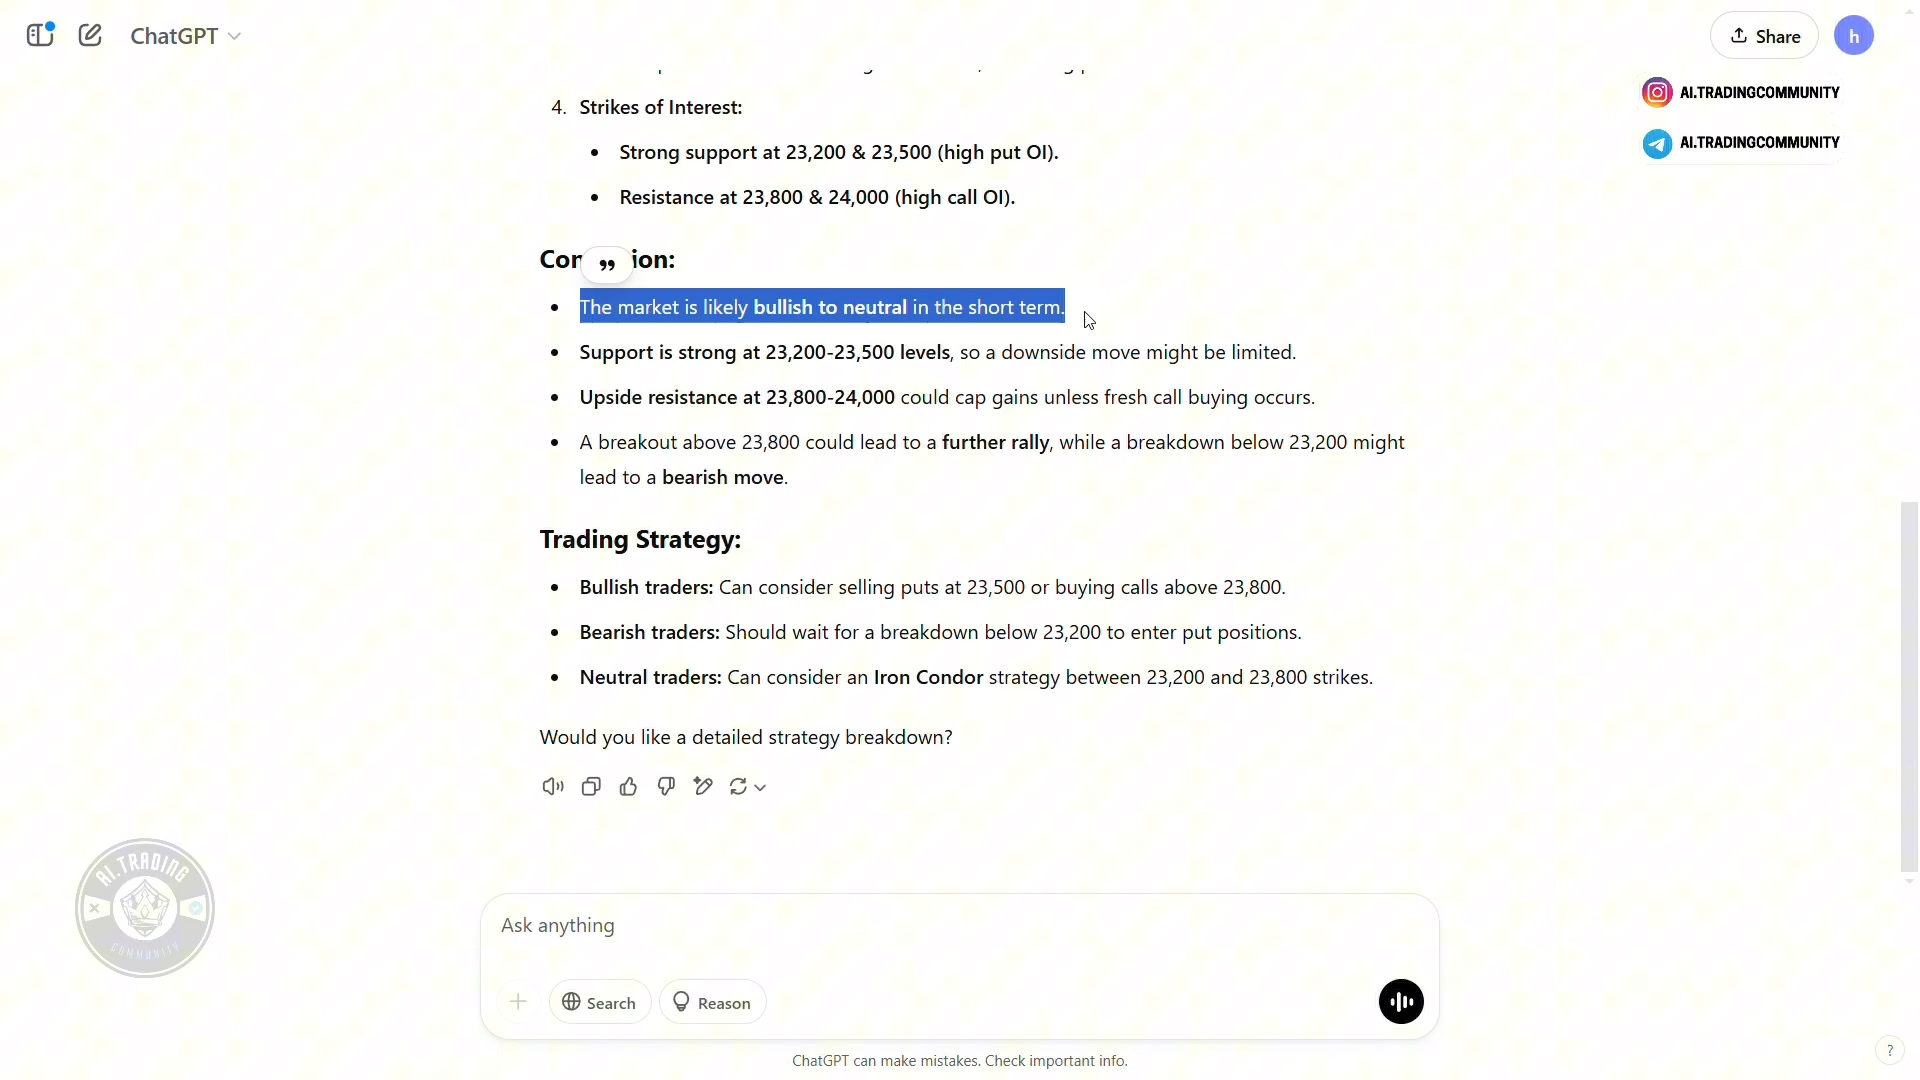 ChatGPT
Share
h
AI.TRADINGCOMMUNITY
AI.TRADINGCOMMUNITY
4. Strikes of Interest:
• Strong support at 23,200 & 23,500 (high put OI).
• Resistance at 23,800 & 24,000 (high call OI).
• The market is likely bullish to neutral in the short term.
• Support is strong at 23,200-23,500 levels, so a downside move might be limited.
• Upside resistance at 23,800-24,000 could cap gains unless fresh call buying occurs.
• A breakout above 23,800 could lead to a further rally, while a breakdown below 23,200 might
lead to a bearish move.
Trading Strategy:
• Bullish traders: Can consider selling puts at 23,500 or buying calls above 23,800.
• Bearish traders: Should wait for a breakdown below 23,200 to enter put positions.
• Neutral traders: Can consider an Iron Condor strategy between 23,200 and 23,800 strikes.
Would you like a detailed strategy breakdown?
AI.TRADING
COMMUNITY
Ask anything
Search
Reason
ChatGPT can make mistakes. Check important info.
?